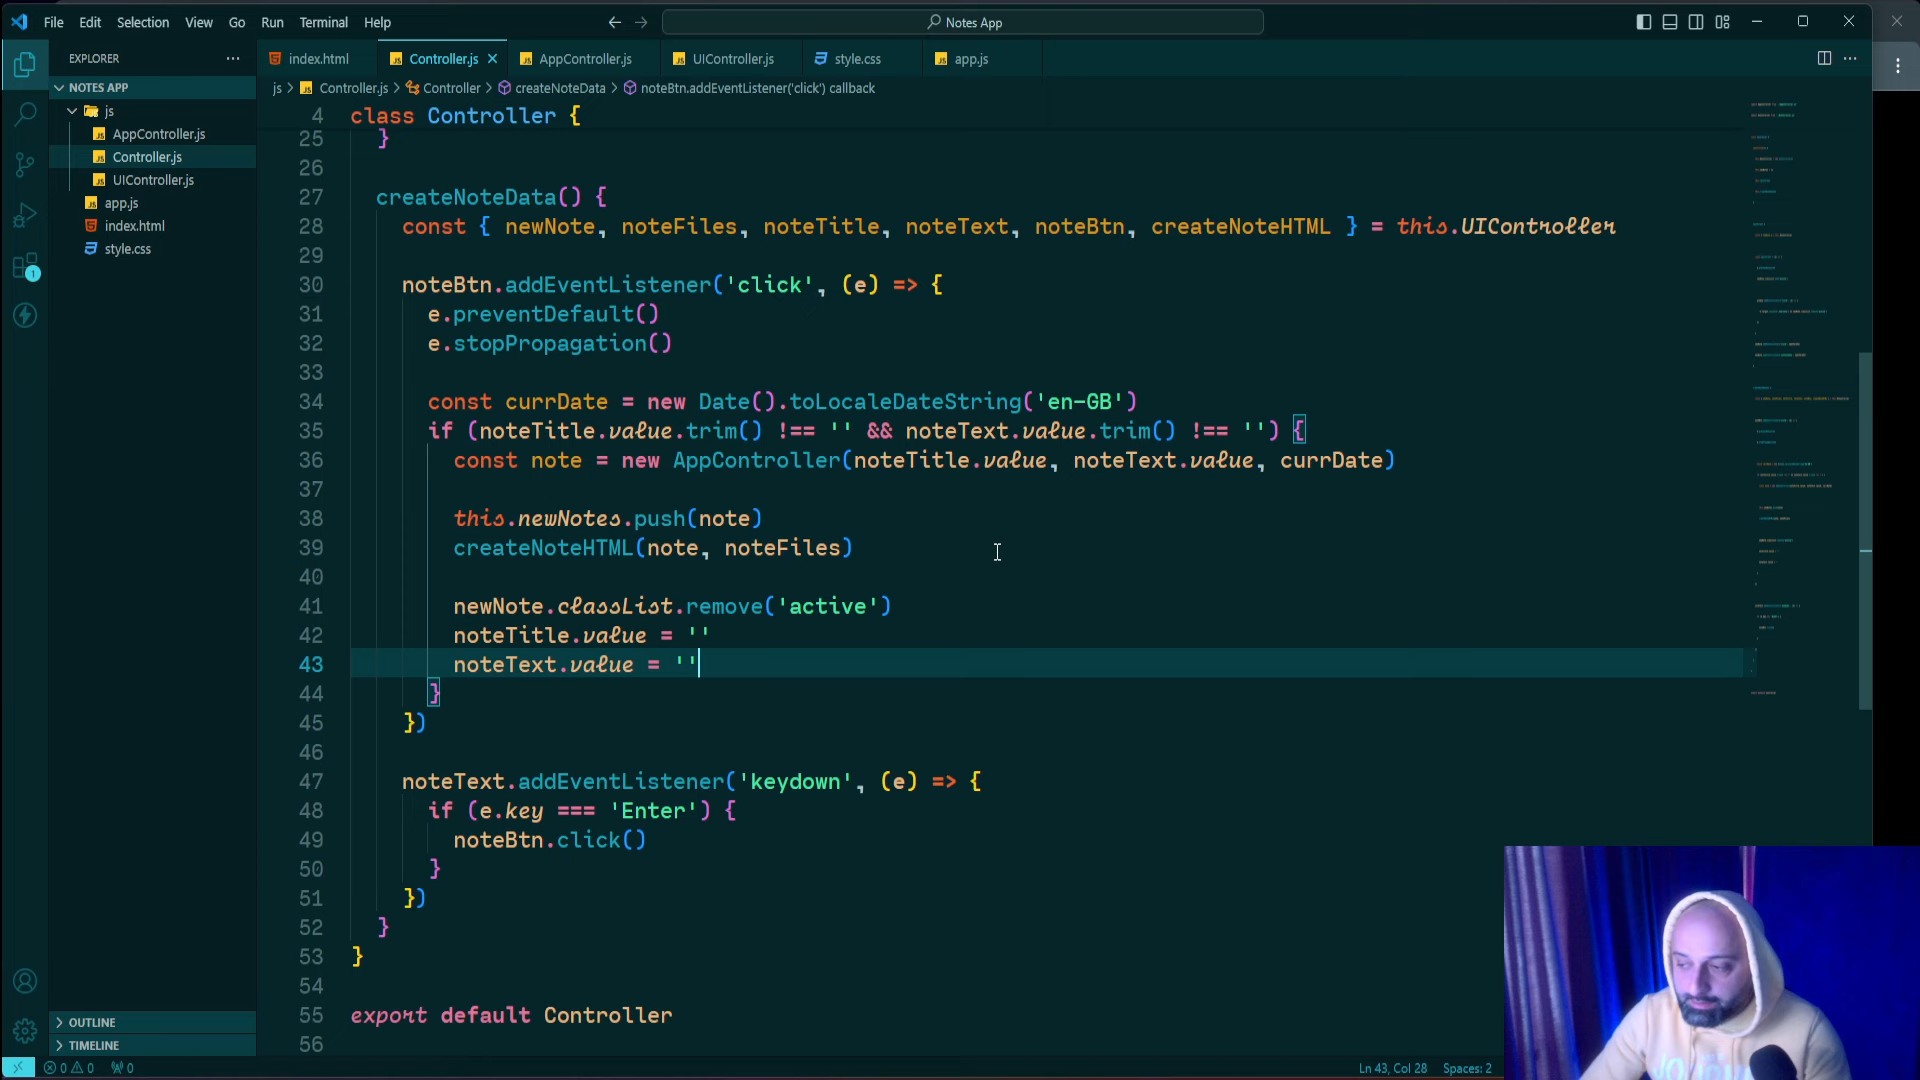 File Edit Selection View Go Run Terminal Help
Notes App
EXPLORER
NOTES APP
js
AppController.js
Controller.js
UIController.js
app.js
index.html
style.css
OUTLINE
TIMELINE
1
index.html Controller.js AppController.js UIController.js style.css app.js
js > Controller.js > Controller > createNoteData > noteBtn.addEventListener('click') callback
4 class Controller {
25 }
26
27 createNoteData() {
28 const { newNote, noteFiles, noteTitle, noteText, noteBtn, createNoteHTML } = this.UIController
29
30 noteBtn.addEventListener('click', (e) => {
31 e.preventDefault()
32 e.stopPropagation()
33
34 const currDate = new Date().toLocaleDateString('en-GB')
35 if (noteTitle.value.trim() !== '' && noteText.value.trim() !== '') {
36 const note = new AppController(noteTitle.value, noteText.value, currDate)
37
38 this.newNotes.push(note)
39 createNoteHTML(note, noteFiles)
40
41 newNote.classList.remove('active')
42 noteTitle.value = ''
43 noteText.value = ''
44 }
45 })
46
47 noteText.addEventListener('keydown', (e) => {
48 if (e.key === 'Enter') {
49 noteBtn.click()
50 }
51 })
52 }
53 }
54
55 export default Controller
56
0 0 0
Ln 43, Col 28 Spaces: 2